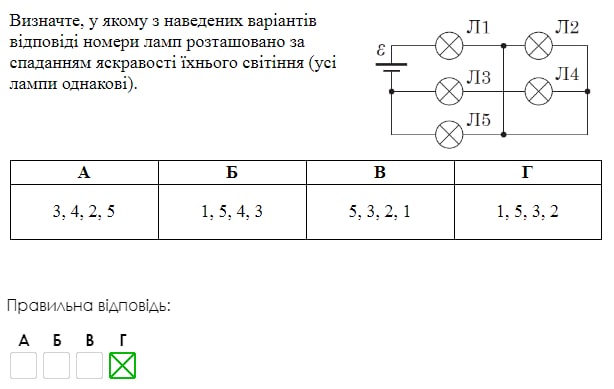 Визначте, у якому з наведених варіантів
відповіді номери ламп розташовано за
спаданням яскравості їхнього світіння (усі
лампи однакові).
ℰ Л1 Л2
Л3 Л4
Л5
А Б В Г
3, 4, 2, 5 1, 5, 4, 3 5, 3, 2, 1 1, 5, 3, 2
Правильна відповідь:
А Б В Г